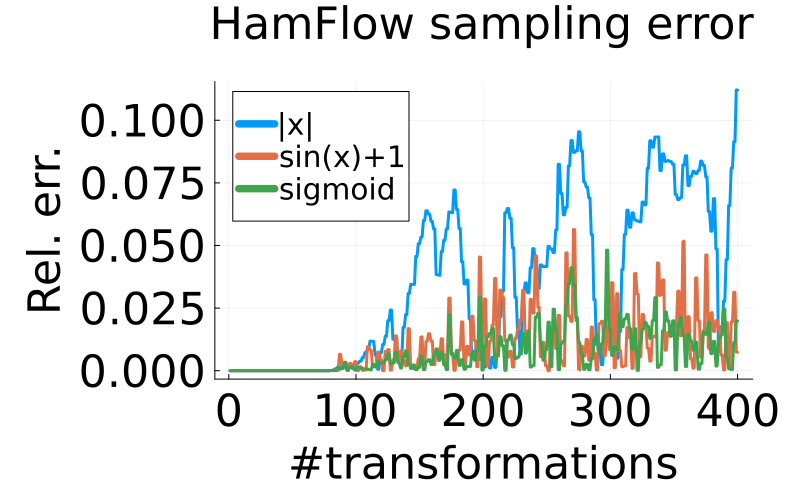 HamFlow sampling error
Rel. err.
0.100
0.075
0.050
0.025
0.000
|x|
sin(x)+1
sigmoid
0 100 200 300 400
#transformations